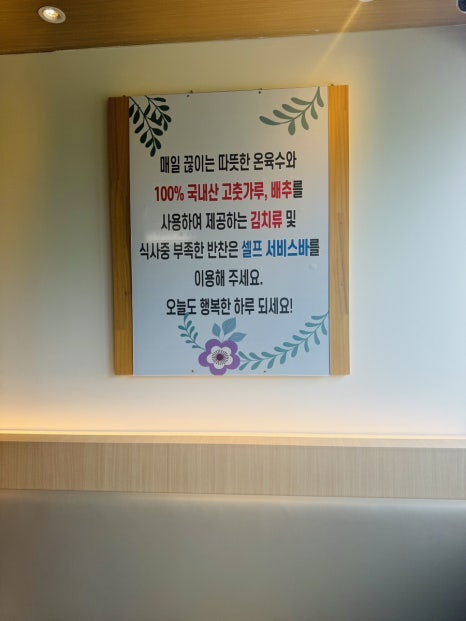 매일 끊이는 따뜻한 온육수와
100% 국내산 고춧가루, 배추를
사용하여 제공하는 김치류 및
식사중 부족한 반찬은 셀프 서비스바를
이용해 주세요.
오늘도 행복한 하루 되세요!